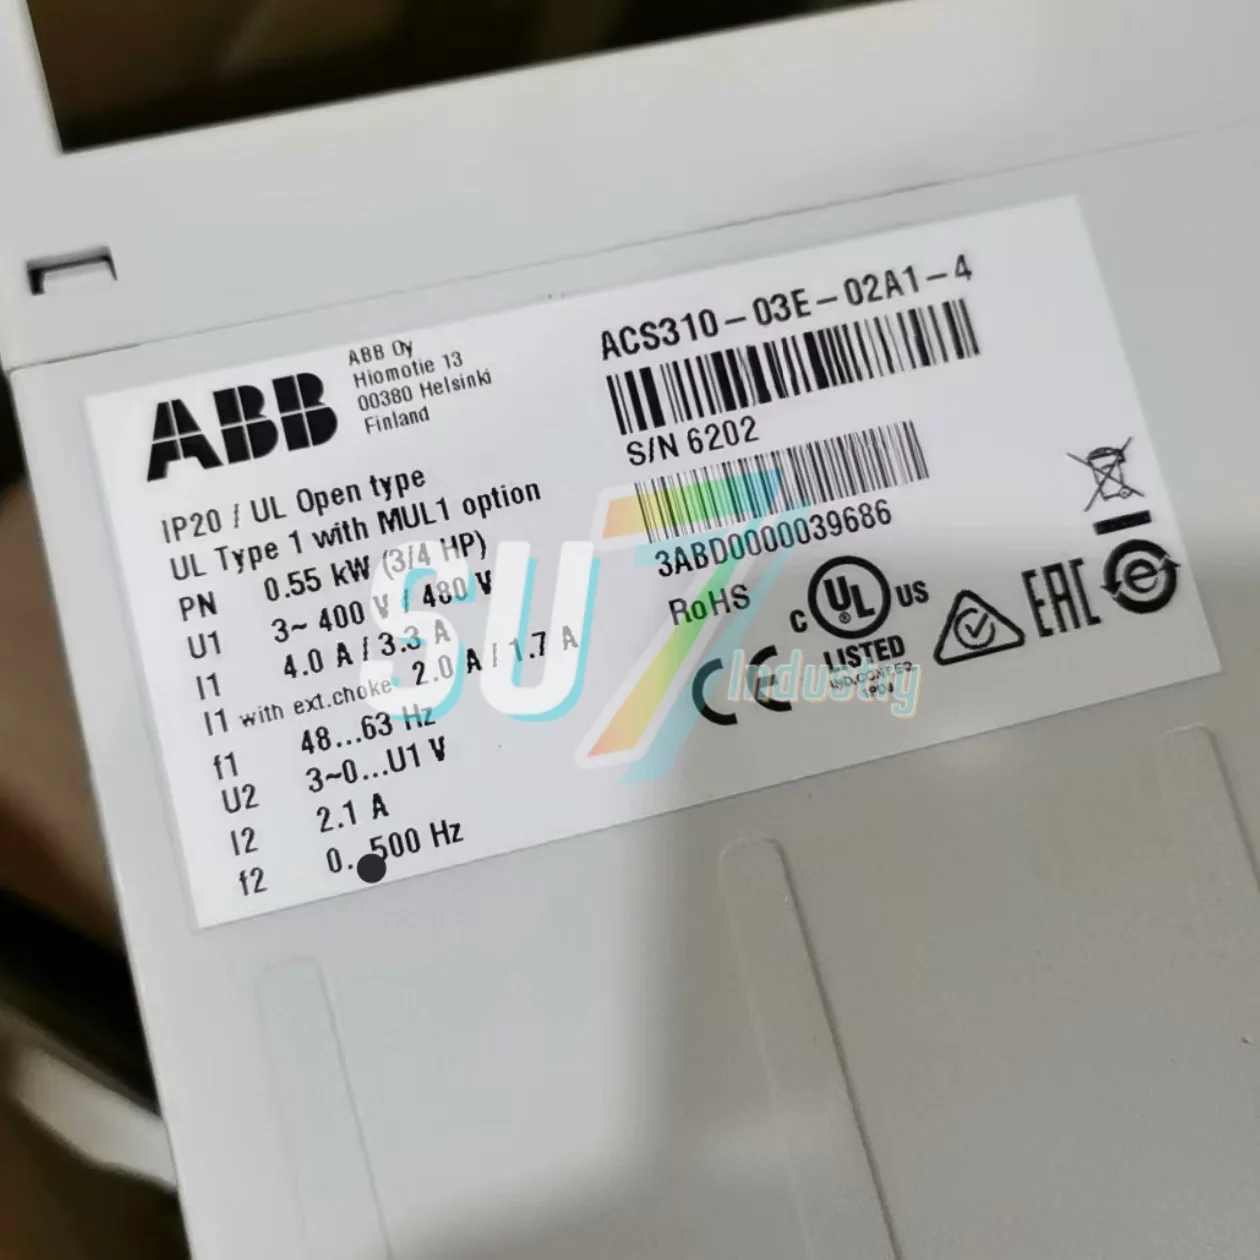 ABB
ABB Oy
Hiomotie 13
00380 Helsinki
Finland
IP20 / UL Open type
UL Type 1 with MUL1 option
PN 0.55 kW (3/4 HP)
U1 3~ 400 V / 480 V
I1 4.0 A / 3.3 A
I1 with ext.choke 2.0 A / 1.7 A
f1 48...63 Hz
U2 3~0...U1 V
I2 2.1 A
f2 0. 500 Hz
ACS310-03E-02A1-4
S/N 6202
3ABD0000039686
RoHS
CE
C UL ® US
LISTED
EAC
SU7
Industry